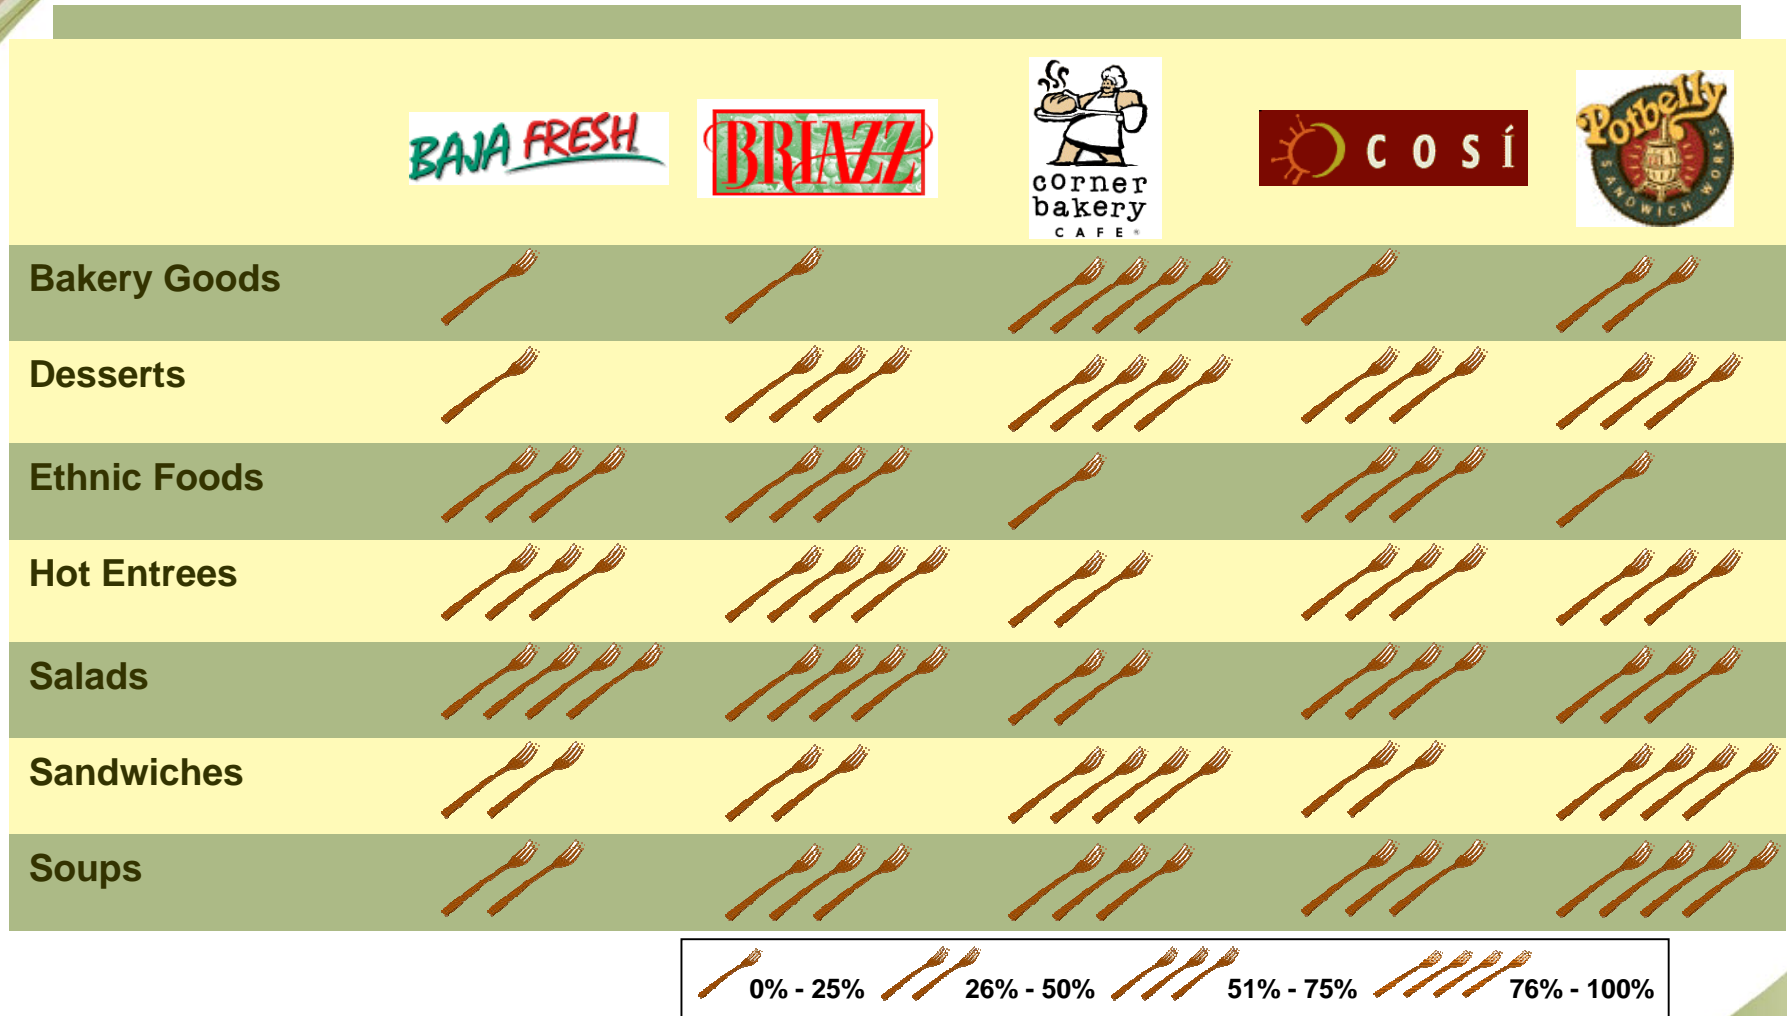 BAJA FRESH
BRIAZZ
corner
bakery
CAFE®
COSÍ
Potbelly
SANDWICH WORKS
Bakery Goods
Desserts
Ethnic Foods
Hot Entrees
Salads
Sandwiches
Soups
0% - 25% 26% - 50% 51% - 75% 76% - 100%